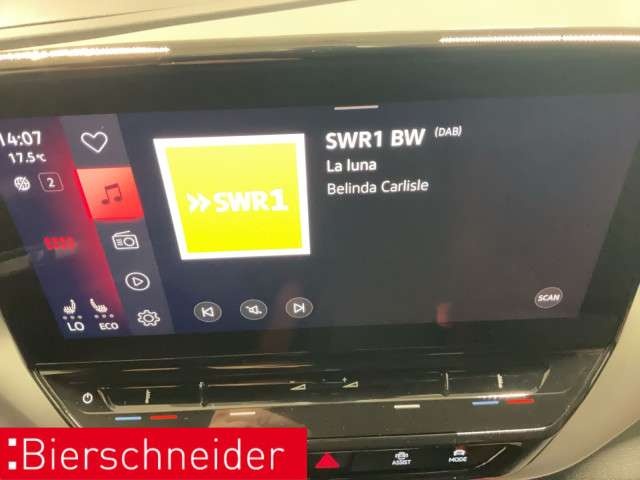 14:07
17.5°C
2
LO
ECO
SWR1
SWR1 BW (DAB)
La luna
Belinda Carlisle
SCAN
ASSIST
MODE
Bierschneider